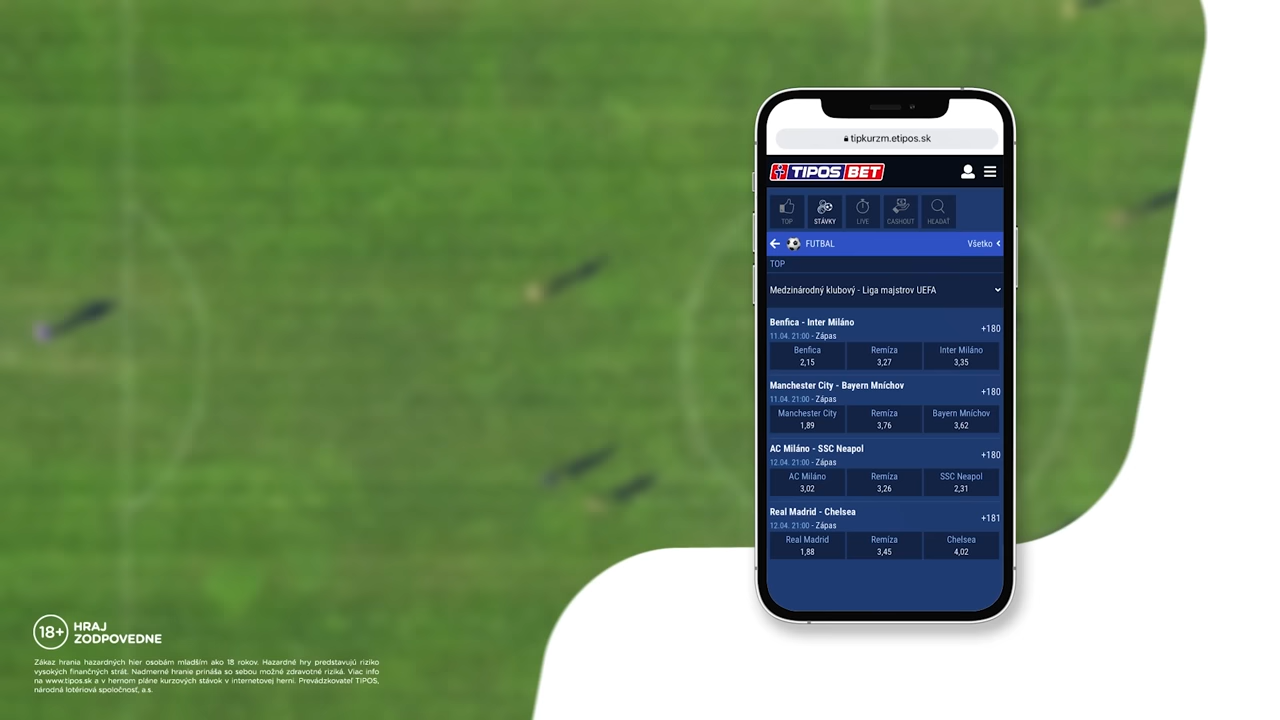 tipkurzm.etipos.sk
TIPOS BET
TOP STÁVKY LIVE CASHOUT HĽADAŤ
FUTBAL Všetko
TOP
Medzinárodný klubový - Liga majstrov UEFA
Benfica - Inter Miláno
+180
11.04. 21:00 - Zápas
Benfica Remíza Inter Miláno
2,15 3,27 3,35
Manchester City - Bayern Mníchov
+180
11.04. 21:00 - Zápas
Manchester City Remíza Bayern Mníchov
1,89 3,76 3,62
AC Miláno - SSC Neapol
+180
12.04. 21:00 - Zápas
AC Miláno Remíza SSC Neapol
3,02 3,26 2,31
Real Madrid - Chelsea
+181
12.04. 21:00 - Zápas
Real Madrid Remíza Chelsea
1,88 3,45 4,02
18+ HRAJ
ZODPOVEDNE
Zákaz hrania hazardných hier osobám mladším ako 18 rokov. Hazardné hry predstavujú riziko
vysokých finančných strát. Nadmerné hranie prináša so sebou možné zdravotné riziká. Viac info
na www.tipos.sk a v hernom pláne kurzových stávok v internetovej herni. Prevádzkovateľ TIPOS,
národná lotériová spoločnosť, a.s.